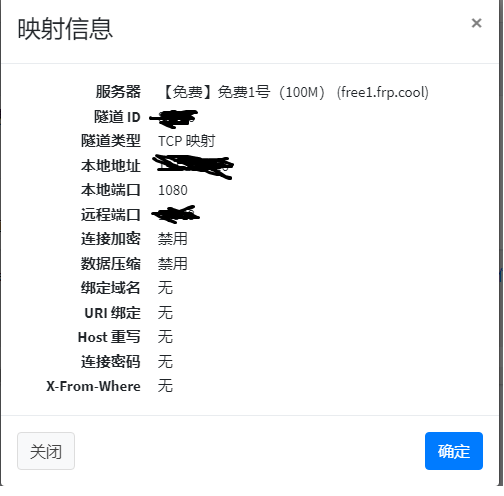 映射信息
×
服务器 【免费】免费1号（100M） (free1.frp.cool)
隧道 ID
隧道类型 TCP 映射
本地地址
本地端口 1080
远程端口
连接加密 禁用
数据压缩 禁用
绑定域名 无
URI 绑定 无
Host 重写 无
连接密码 无
X-From-Where 无
关闭 确定